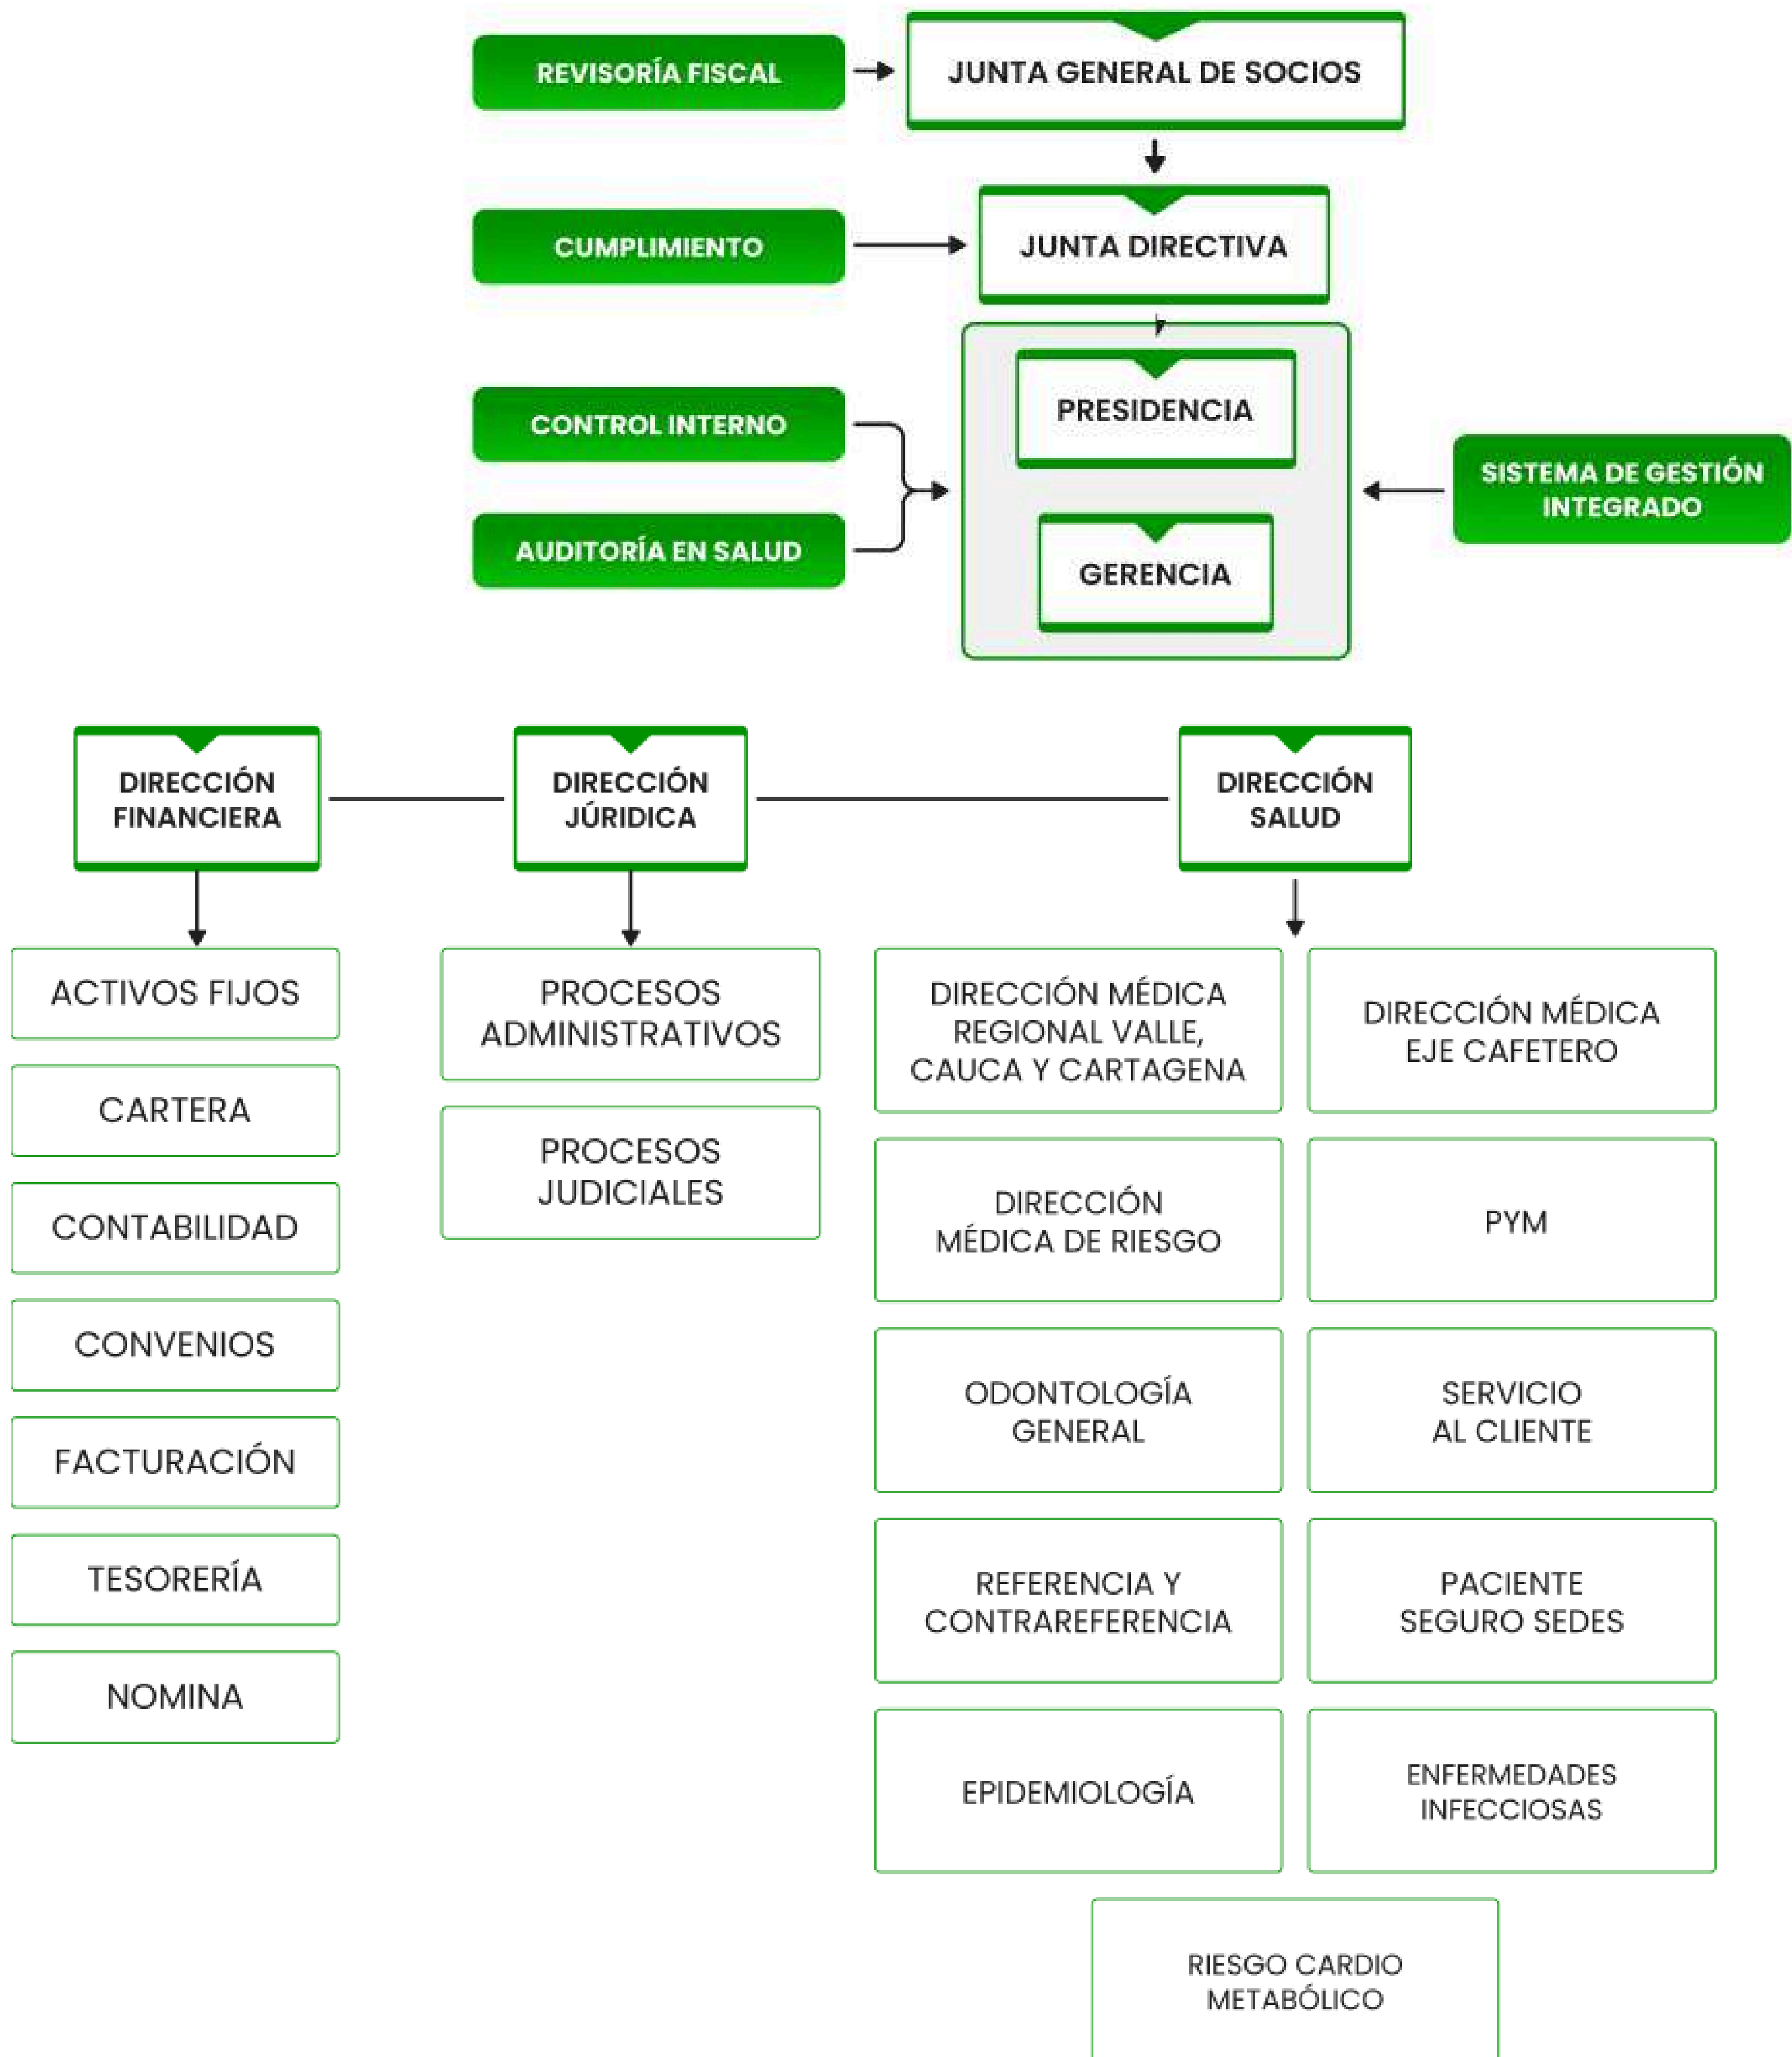 REVISORÍA FISCAL
JUNTA GENERAL DE SOCIOS
CUMPLIMIENTO
JUNTA DIRECTIVA
PRESIDENCIA
CONTROL INTERNO
SISTEMA DE GESTIÓN
INTEGRADO
AUDITORÍA EN SALUD
GERENCIA
DIRECCIÓN
FINANCIERA
DIRECCIÓN
JÚRIDICA
DIRECCIÓN
SALUD
ACTIVOS FIJOS
CARTERA
CONTABILIDAD
CONVENIOS
FACTURACIÓN
TESORERÍA
NOMINA
PROCESOS
ADMINISTRATIVOS
PROCESOS
JUDICIALES
DIRECCIÓN MÉDICA
REGIONAL VALLE,
CAUCA Y CARTAGENA
DIRECCIÓN MÉDICA
EJE CAFETERO
DIRECCIÓN
MÉDICA DE RIESGO
PYM
ODONTOLOGÍA
GENERAL
SERVICIO
AL CLIENTE
REFERENCIA Y
CONTRAREFERENCIA
PACIENTE
SEGURO SEDES
EPIDEMIOLOGÍA
ENFERMEDADES
INFECCIOSAS
RIESGO CARDIO
METABÓLICO